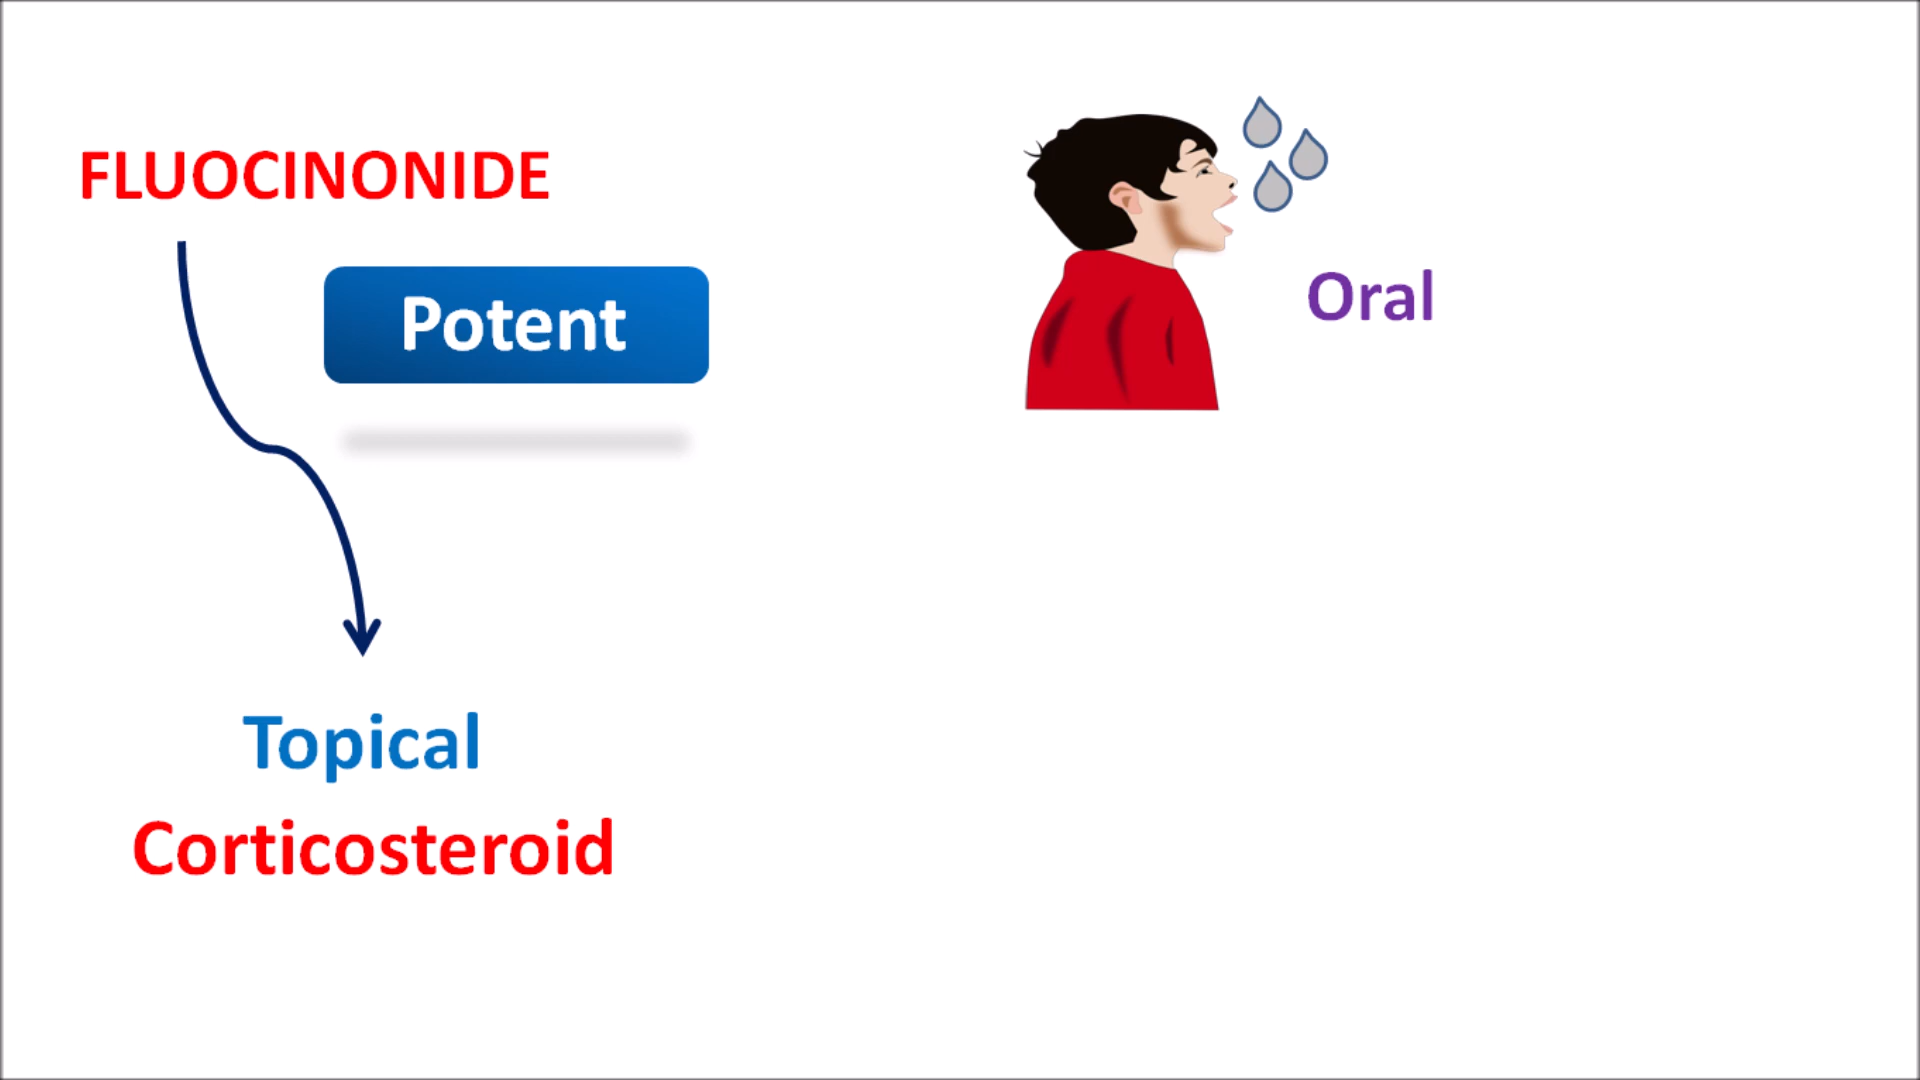 FLUOCINONIDE
Potent
Topical
Corticosteroid
Oral